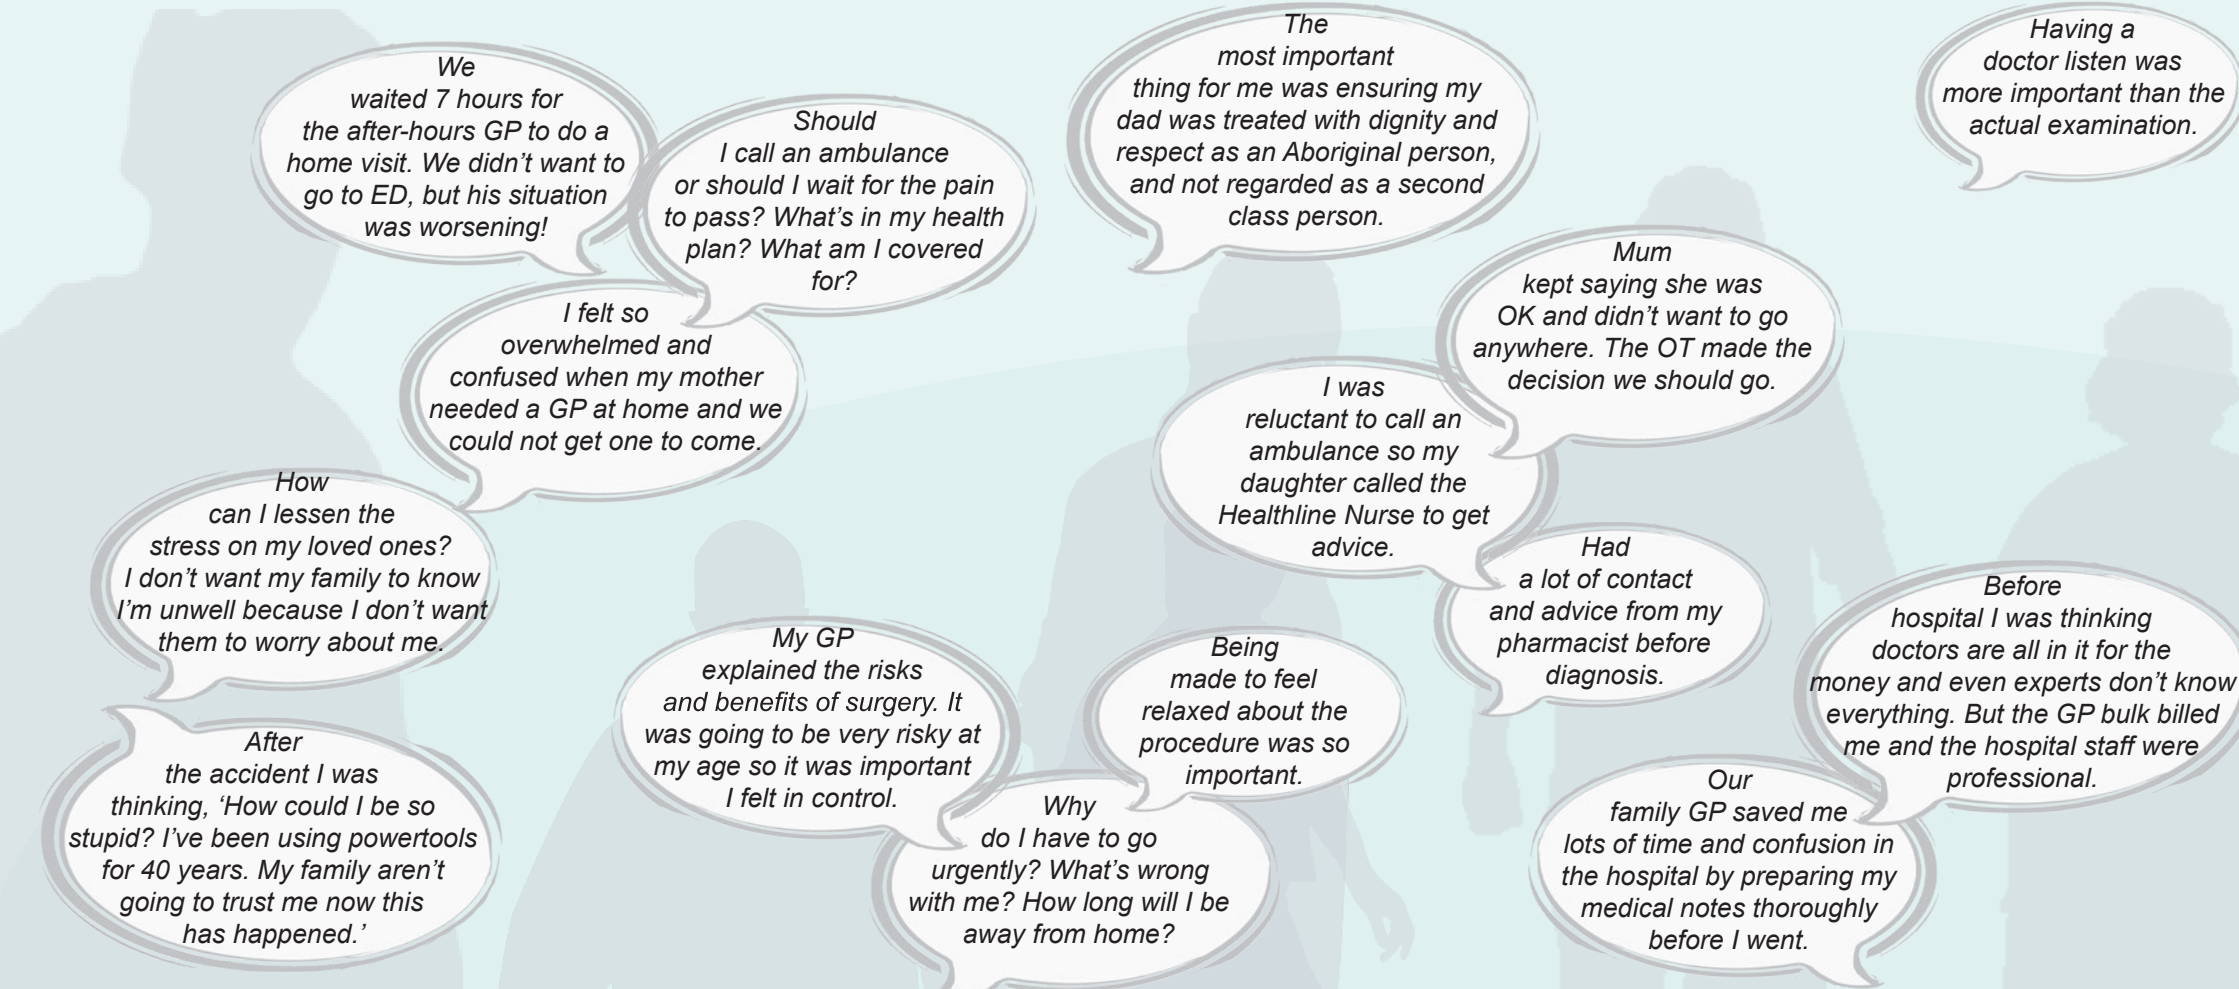 We
waited 7 hours for
the after-hours GP to do a
home visit. We didn’t want to
go to ED, but his situation
was worsening!
Should
I call an ambulance
or should I wait for the pain
to pass? What’s in my health
plan? What am I covered
for?
I felt so
overwhelmed and
confused when my mother
needed a GP at home and we
could not get one to come.
How
can I lessen the
stress on my loved ones?
I don’t want my family to know
I’m unwell because I don’t want
them to worry about me.
After
the accident I was
thinking, ‘How could I be so
stupid? I’ve been using powertools
for 40 years. My family aren’t
going to trust me now this
has happened.’
The
most important
thing for me was ensuring my
dad was treated with dignity and
respect as an Aboriginal person,
and not regarded as a second
class person.
Having a
doctor listen was
more important than the
actual examination.
Mum
kept saying she was
OK and didn’t want to go
anywhere. The OT made the
decision we should go.
I was
reluctant to call an
ambulance so my
daughter called the
Healthline Nurse to get
advice.
Had
a lot of contact
and advice from my
pharmacist before
diagnosis.
My GP
explained the risks
and benefits of surgery. It
was going to be very risky at
my age so it was important
I felt in control.
Being
made to feel
relaxed about the
procedure was so
important.
Why
do I have to go
urgently? What’s wrong
with me? How long will I be
away from home?
Before
hospital I was thinking
doctors are all in it for the
money and even experts don’t know
everything. But the GP bulk billed
me and the hospital staff were
professional.
Our
family GP saved me
lots of time and confusion in
the hospital by preparing my
medical notes thoroughly
before I went.